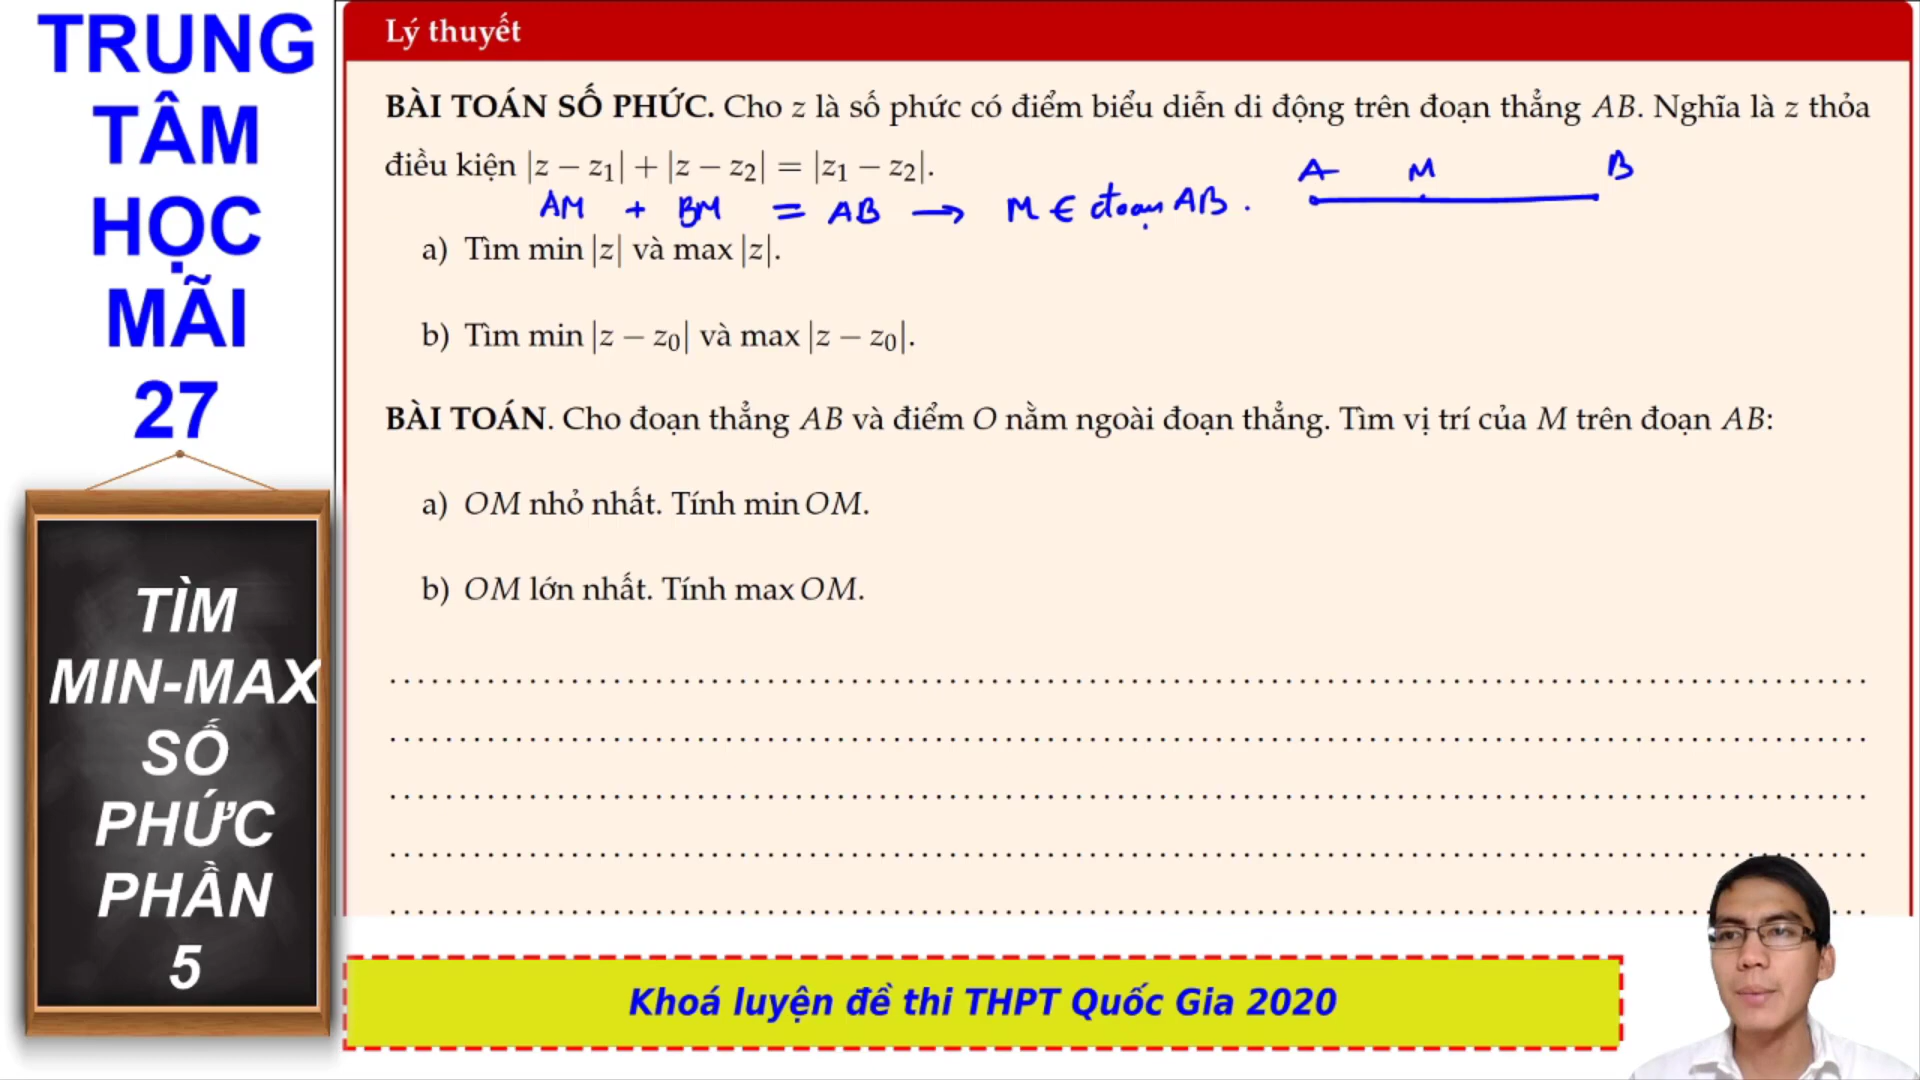 TRUNG
TÂM
HỌC
MÃI
27
TÌM
MIN-MAX
SỐ
PHỨC
PHẦN
5
Lý thuyết
BÀI TOÁN SỐ PHỨC. Cho z là số phức có điểm biểu diễn di động trên đoạn thẳng AB. Nghĩa là z thỏa
điều kiện |z − z₁| + |z − z₂| = |z₁ − z₂|.
A M B
AM + BM = AB → M ∈ đoạn AB.
a) Tìm min |z| và max |z|.
b) Tìm min |z − z₀| và max |z − z₀|.
BÀI TOÁN. Cho đoạn thẳng AB và điểm O nằm ngoài đoạn thẳng. Tìm vị trí của M trên đoạn AB:
a) OM nhỏ nhất. Tính min OM.
b) OM lớn nhất. Tính max OM.
Khoá luyện đề thi THPT Quốc Gia 2020